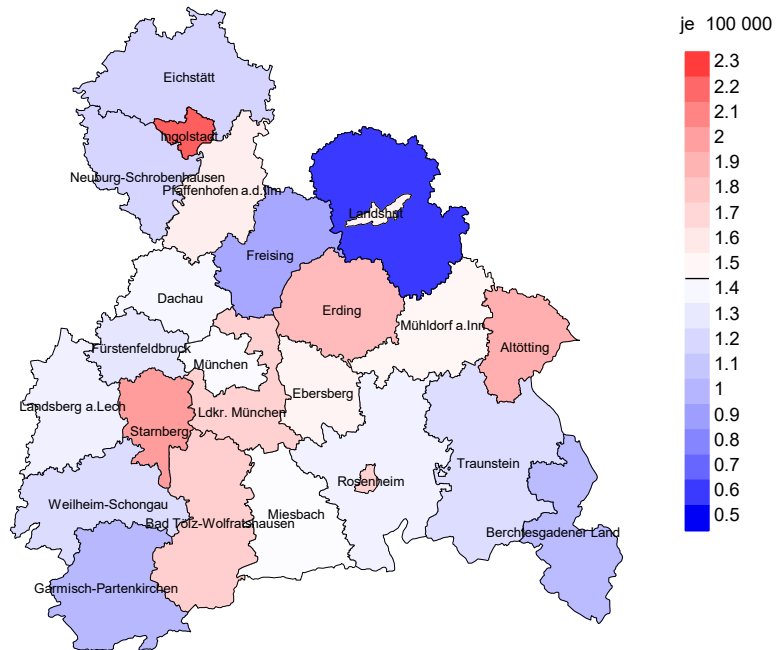 je 100 000
Eichstätt
2.3
2.2
2.1
2
1.9
1.8
1.7
1.6
1.5
1.4
1.3
1.2
1.1
1
0.9
0.8
0.7
0.6
0.5
Ingolstadt
Neuburg-Schrobenhausen
Pfaffenhofen a.d.Ilm
Landshut
Freising
Dachau
Erding
Mühldorf a.Inn
Altötting
Fürstenfeldbruck
München
Ebersberg
Landsberg a.Lech
Ldkr. München
Starnberg
Traunstein
Rosenheim
Weilheim-Schongau
Miesbach
Bad Tölz-Wolfratshausen
Berchtesgadener Land
Garmisch-Partenkirchen